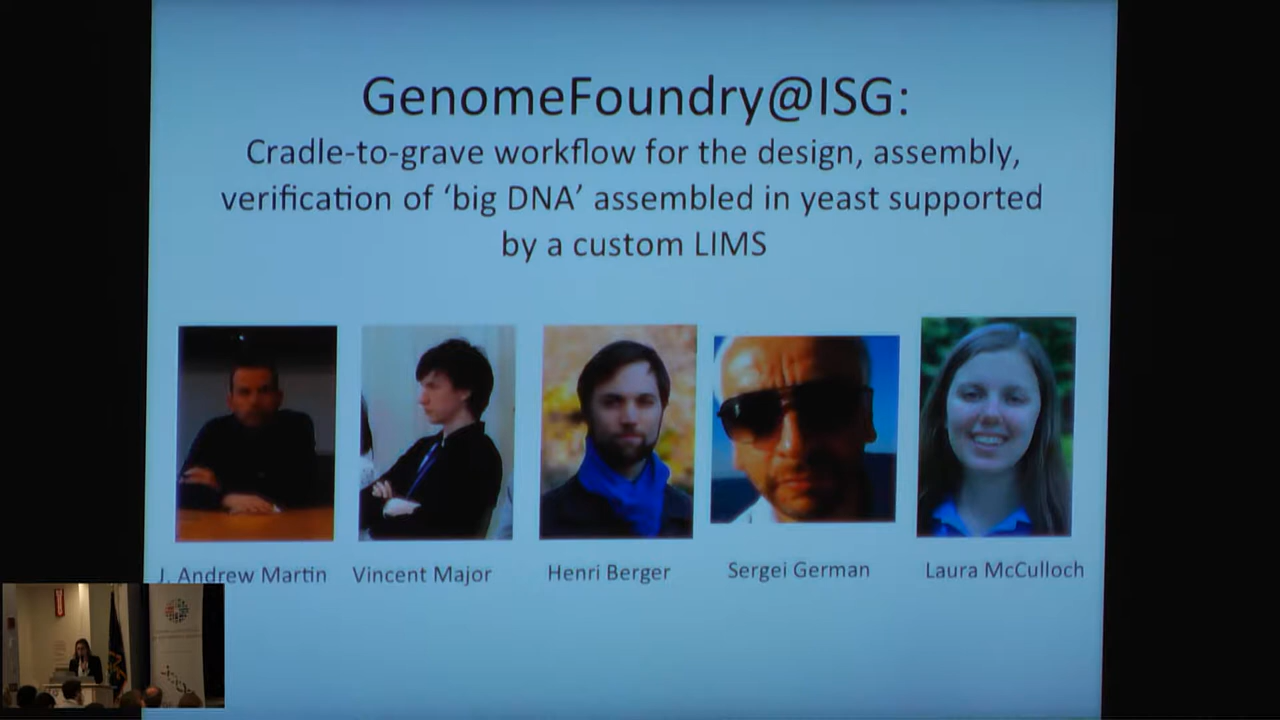 GenomeFoundry@ISG:
Cradle-to-grave workflow for the design, assembly,
verification of ‘big DNA’ assembled in yeast supported
by a custom LIMS
J. Andrew Martin
Vincent Major
Henri Berger
Sergei German
Laura McCulloch